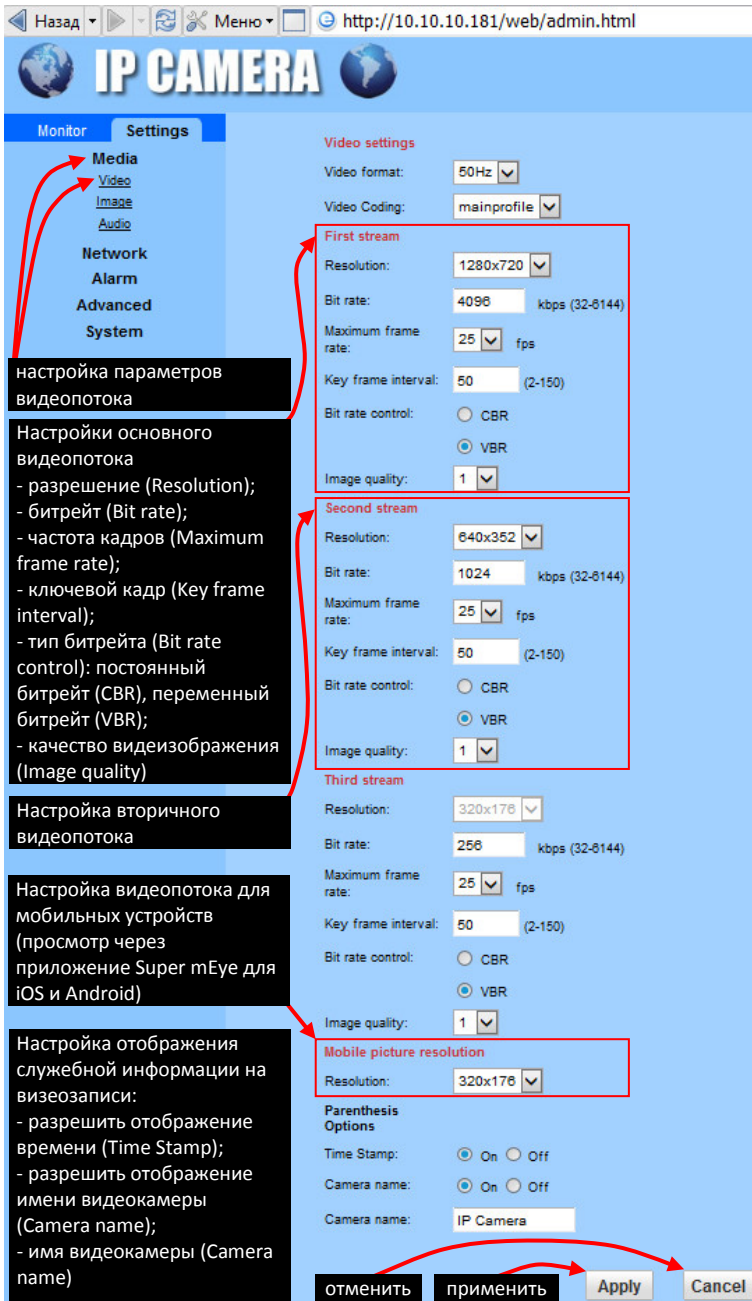 Назад
Меню
http://10.10.10.181/web/admin.html
IP CAMERA
Monitor
Settings
Media
Video
Image
Audio
Network
Alarm
Advanced
System
настройка параметров
видеопотока
Настройки основного
видеопотока
- разрешение (Resolution);
- битрейт (Bit rate);
- частота кадров (Maximum
frame rate);
- ключевой кадр (Key frame
interval);
- тип битрейта (Bit rate
control): постоянный
битрейт (CBR), переменный
битрейт (VBR);
- качество видеизображения
(Image quality)
Настройка вторичного
видеопотока
Настройка видеопотока для
мобильных устройств
(просмотр через
приложение Super mEye для
iOS и Android)
Настройка отображения
служебной информации на
визеозаписи:
- разрешить отображение
времени (Time Stamp);
- разрешить отображение
имени видеокамеры
(Camera name);
- имя видеокамеры (Camera
name)
Video settings
Video format: 50Hz
Video Coding: mainprofile
First stream
Resolution: 1280x720
Bit rate: 4096 kbps (32-6144)
Maximum frame
rate: 25 fps
Key frame interval: 50 (2-150)
Bit rate control: CBR
VBR
Image quality: 1
Second stream
Resolution: 640x352
Bit rate: 1024 kbps (32-6144)
Maximum frame
rate: 25 fps
Key frame interval: 50 (2-150)
Bit rate control: CBR
VBR
Image quality: 1
Third stream
Resolution: 320x176
Bit rate: 256 kbps (32-6144)
Maximum frame
rate: 25 fps
Key frame interval: 50 (2-150)
Bit rate control: CBR
VBR
Image quality: 1
Mobile picture resolution
Resolution: 320x176
Parenthesis
Options
Time Stamp: On Off
Camera name: On Off
Camera name: IP Camera
отменить
применить
Apply
Cancel